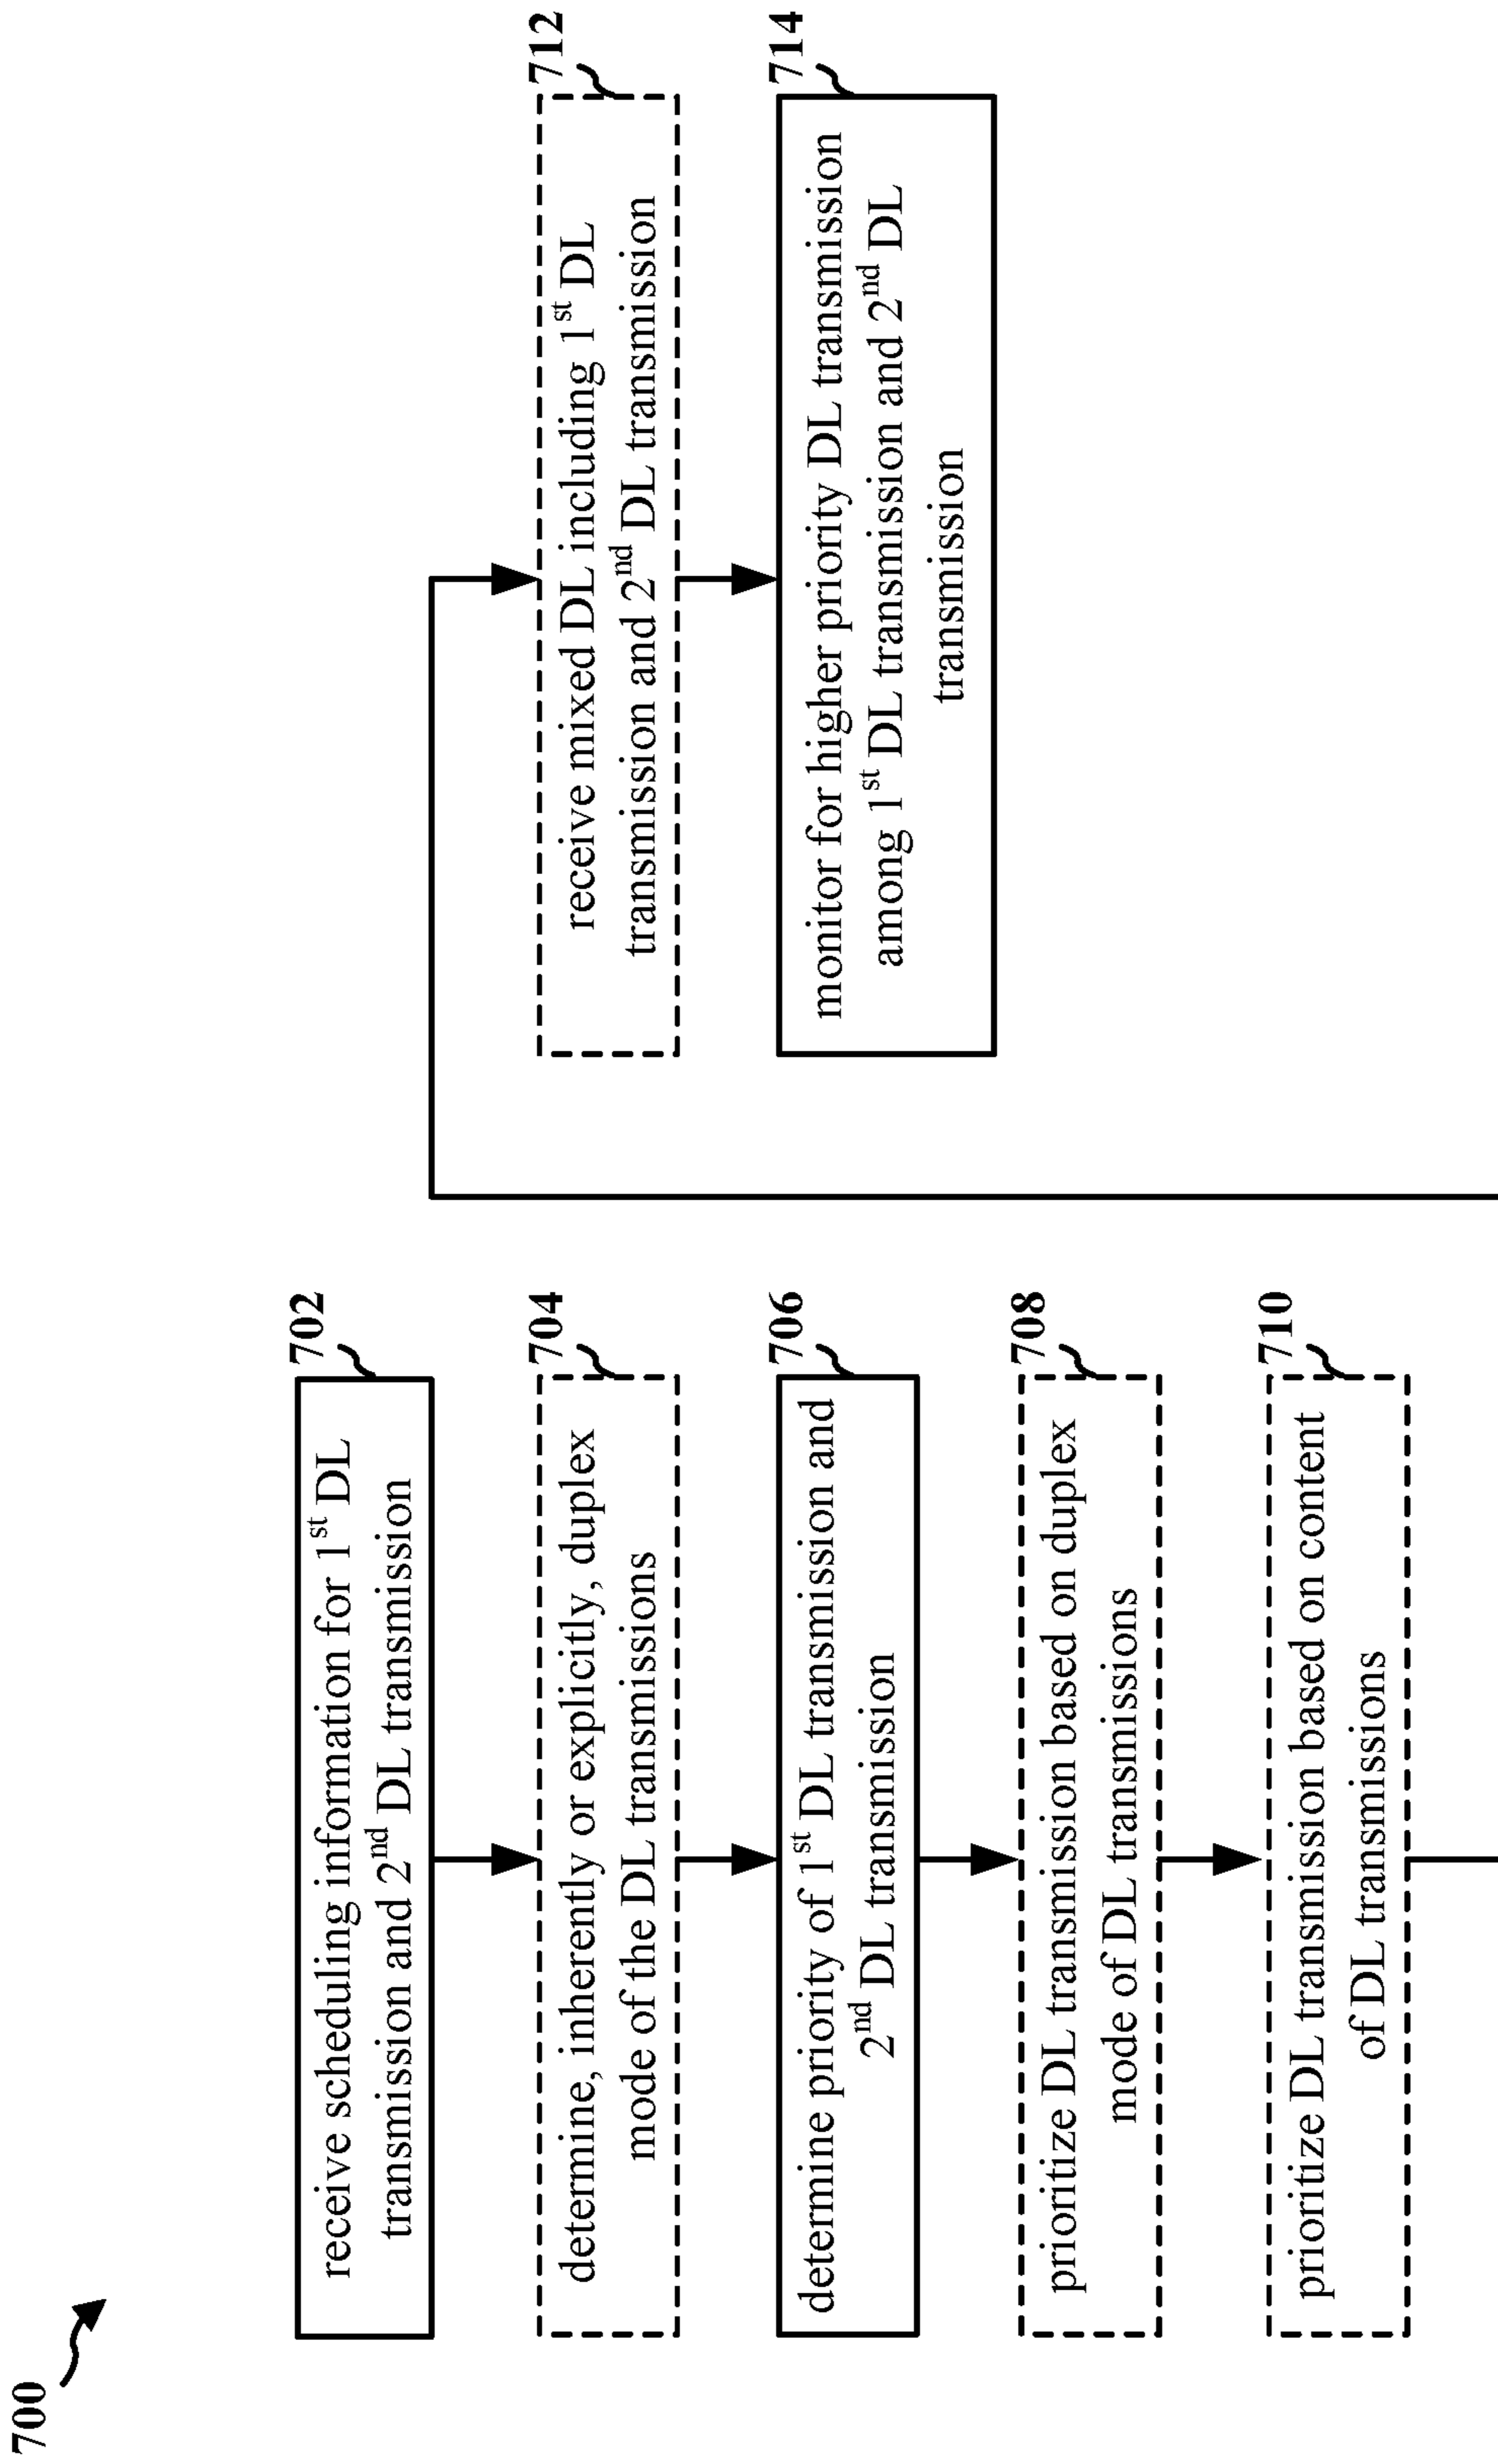 700
702
receive scheduling information for 1st DL
transmission and 2nd DL transmission
704
determine, inherently or explicitly, duplex
mode of the DL transmissions
706
determine priority of 1st DL transmission and
2nd DL transmission
708
prioritize DL transmission based on duplex
mode of DL transmissions
710
prioritize DL transmission based on content
of DL transmissions
712
receive mixed DL including 1st DL
transmission and 2nd DL transmission
714
monitor for higher priority DL transmission
among 1st DL transmission and 2nd DL
transmission